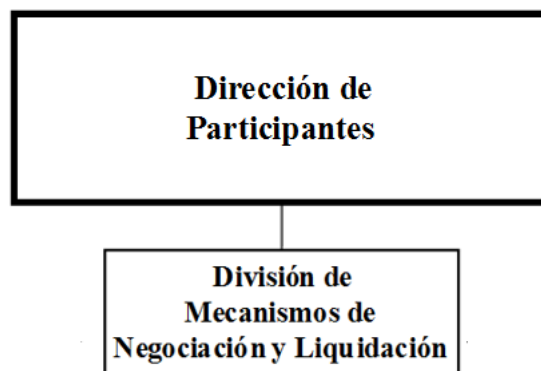 Dirección de
Participantes
División de
Mecanismos de
Negociación y Liquidación